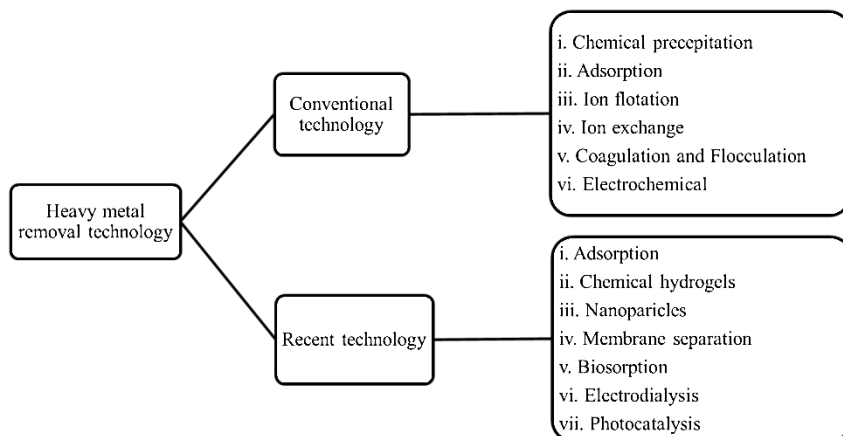 Heavy metal
removal technology
Conventional
technology
i. Chemical precepitation
ii. Adsorption
iii. Ion flotation
iv. Ion exchange
v. Coagulation and Flocculation
vi. Electrochemical
Recent technology
i. Adsorption
ii. Chemical hydrogels
iii. Nanoparicles
iv. Membrane separation
v. Biosorption
vi. Electrodialysis
vii. Photocatalysis